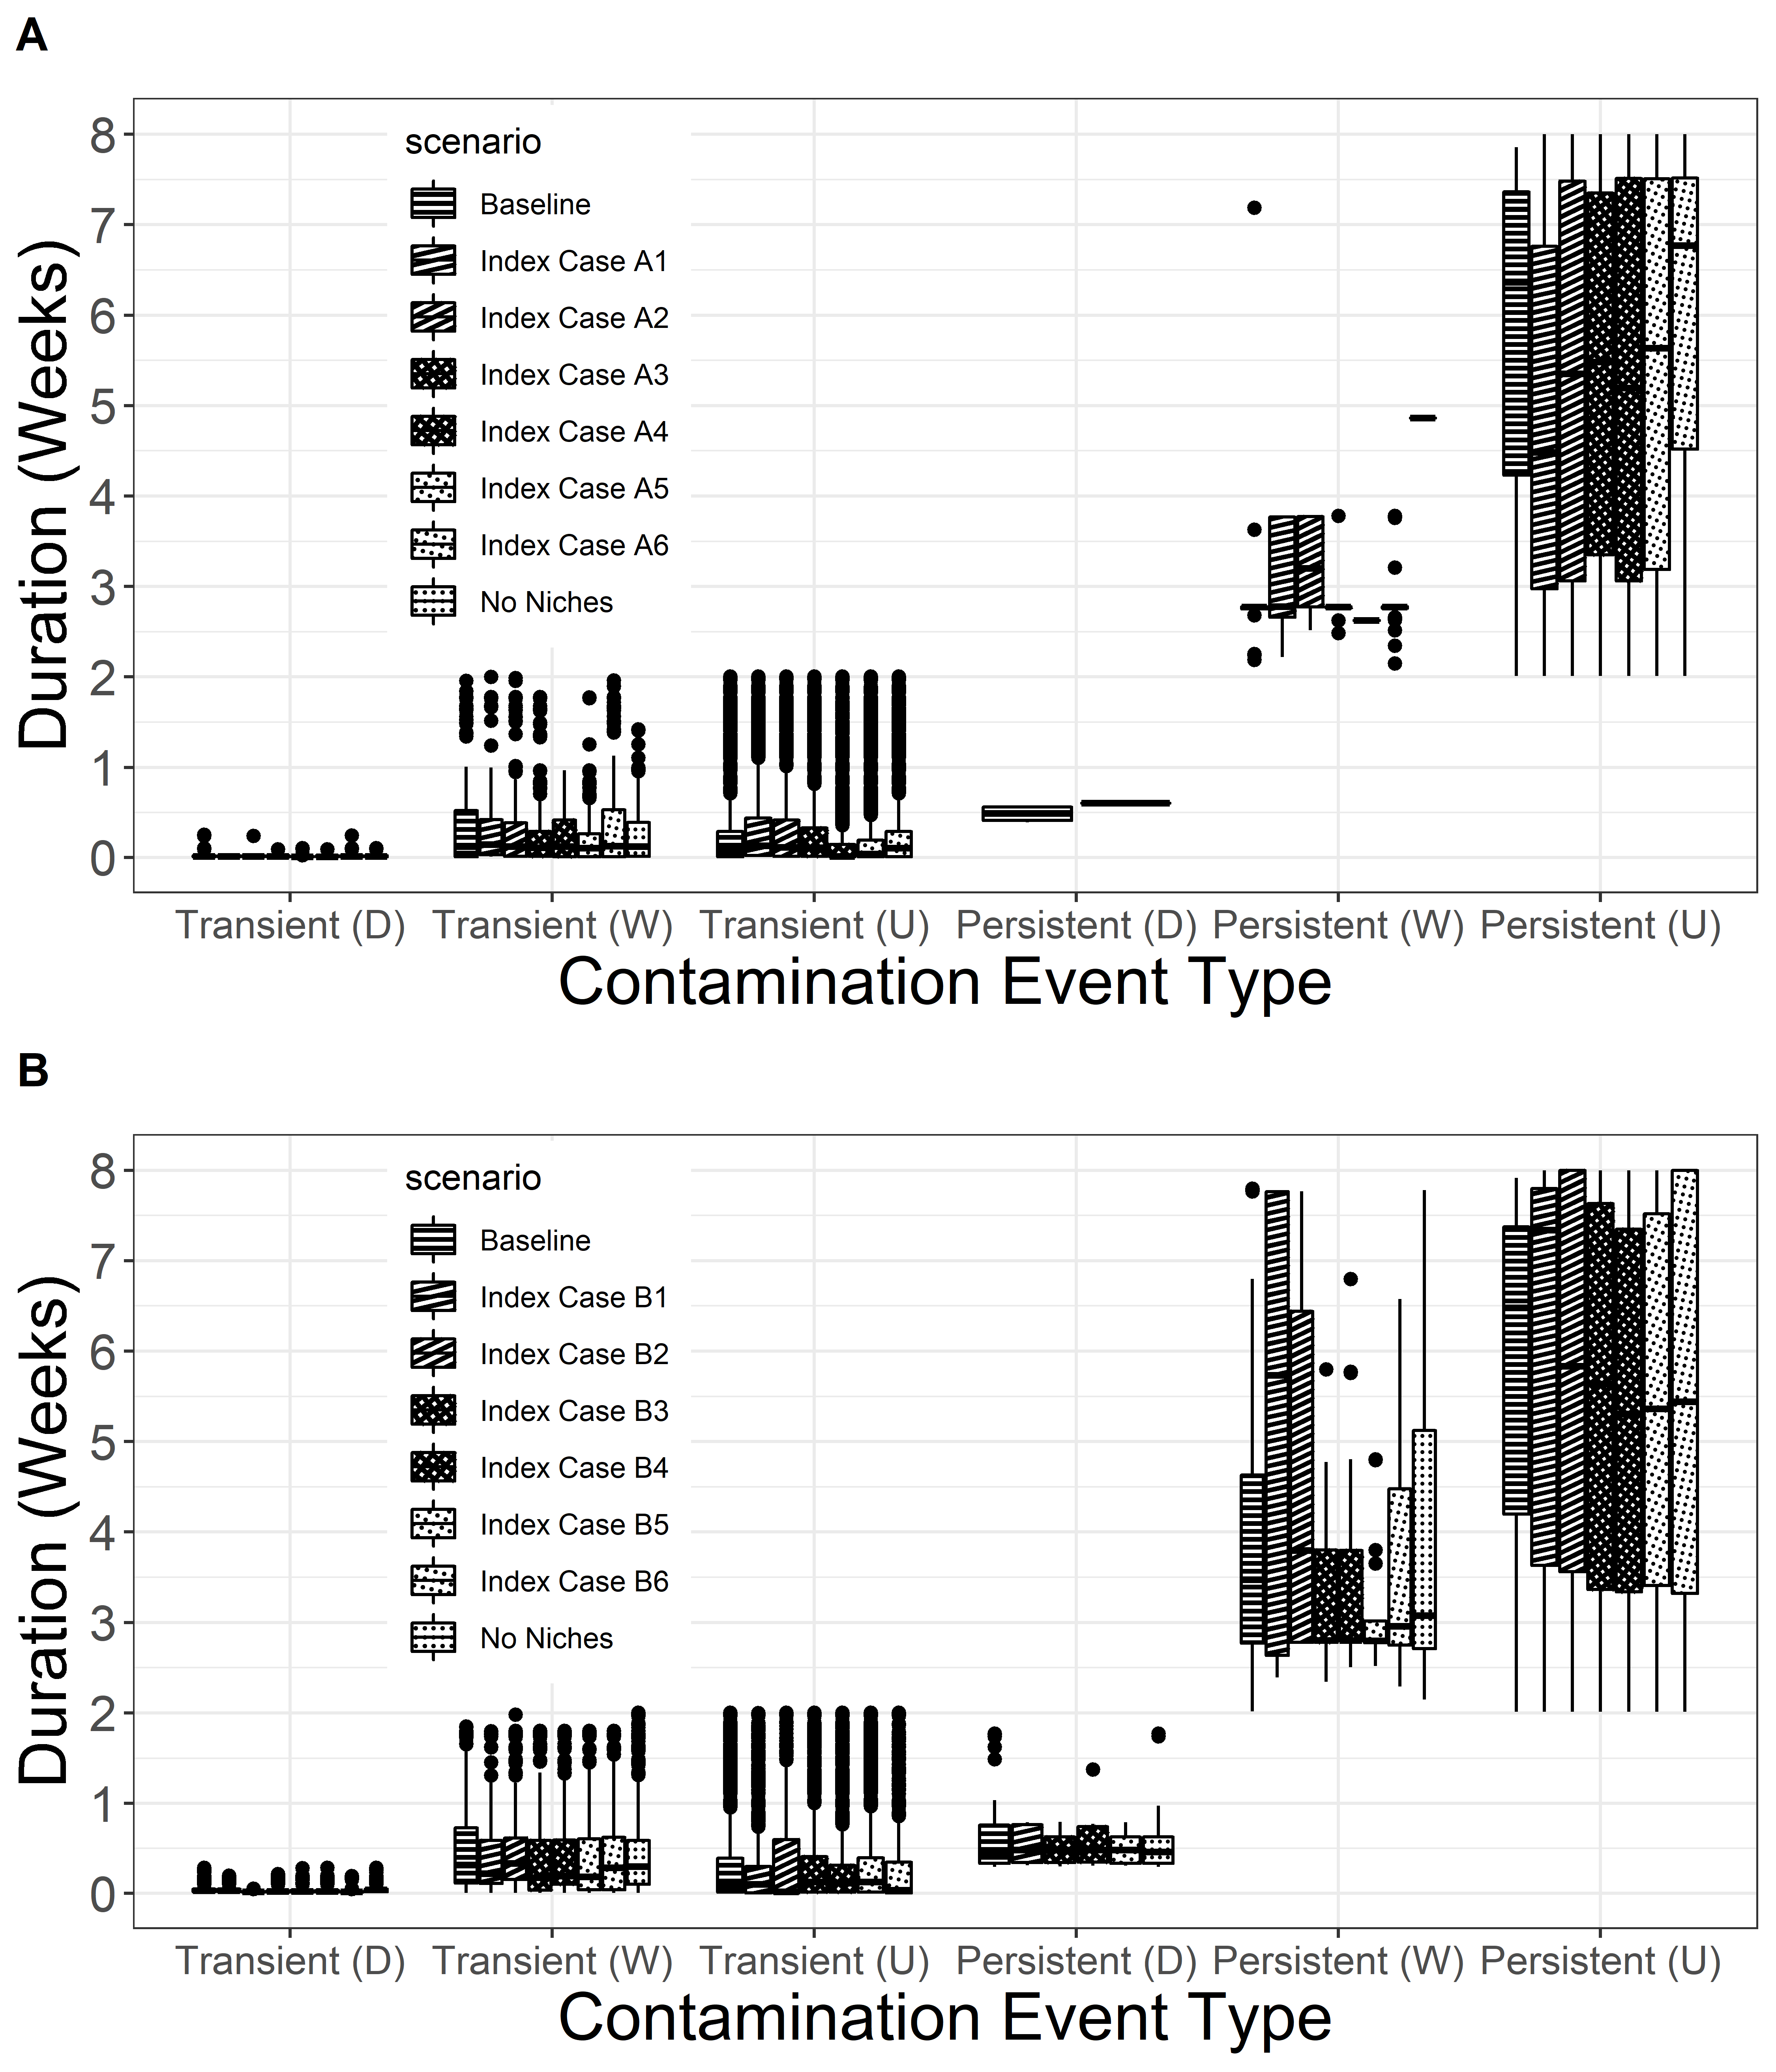 A
scenario
Baseline
Index Case A1
Index Case A2
Index Case A3
Index Case A4
Index Case A5
Index Case A6
No Niches
Duration (Weeks)
8
7
6
5
4
3
2
1
0
Transient (D) Transient (W) Transient (U) Persistent (D) Persistent (W) Persistent (U)
Contamination Event Type
B
scenario
Baseline
Index Case B1
Index Case B2
Index Case B3
Index Case B4
Index Case B5
Index Case B6
No Niches
Duration (Weeks)
8
7
6
5
4
3
2
1
0
Transient (D) Transient (W) Transient (U) Persistent (D) Persistent (W) Persistent (U)
Contamination Event Type